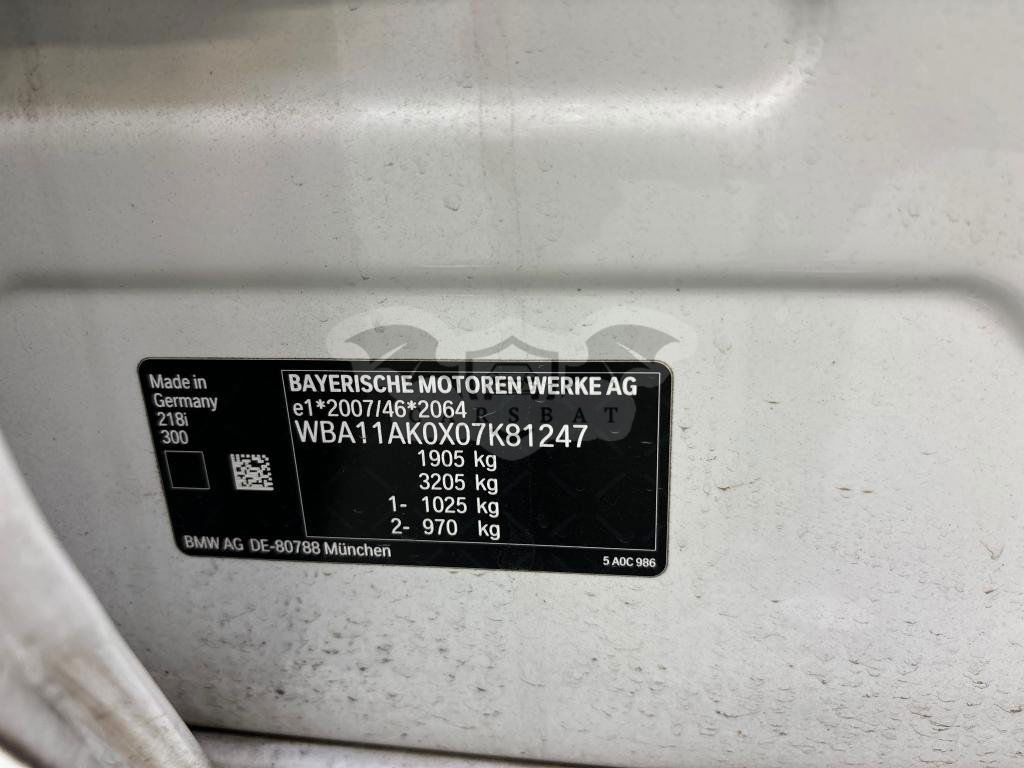 Made in
Germany
218i
300
BAYERISCHE MOTOREN WERKE AG
e1*2007/46*2064
WBA11AK0X07K81247
1905 kg
3205 kg
1- 1025 kg
2- 970 kg
BMW AG DE-80788 München
5 A0C 986